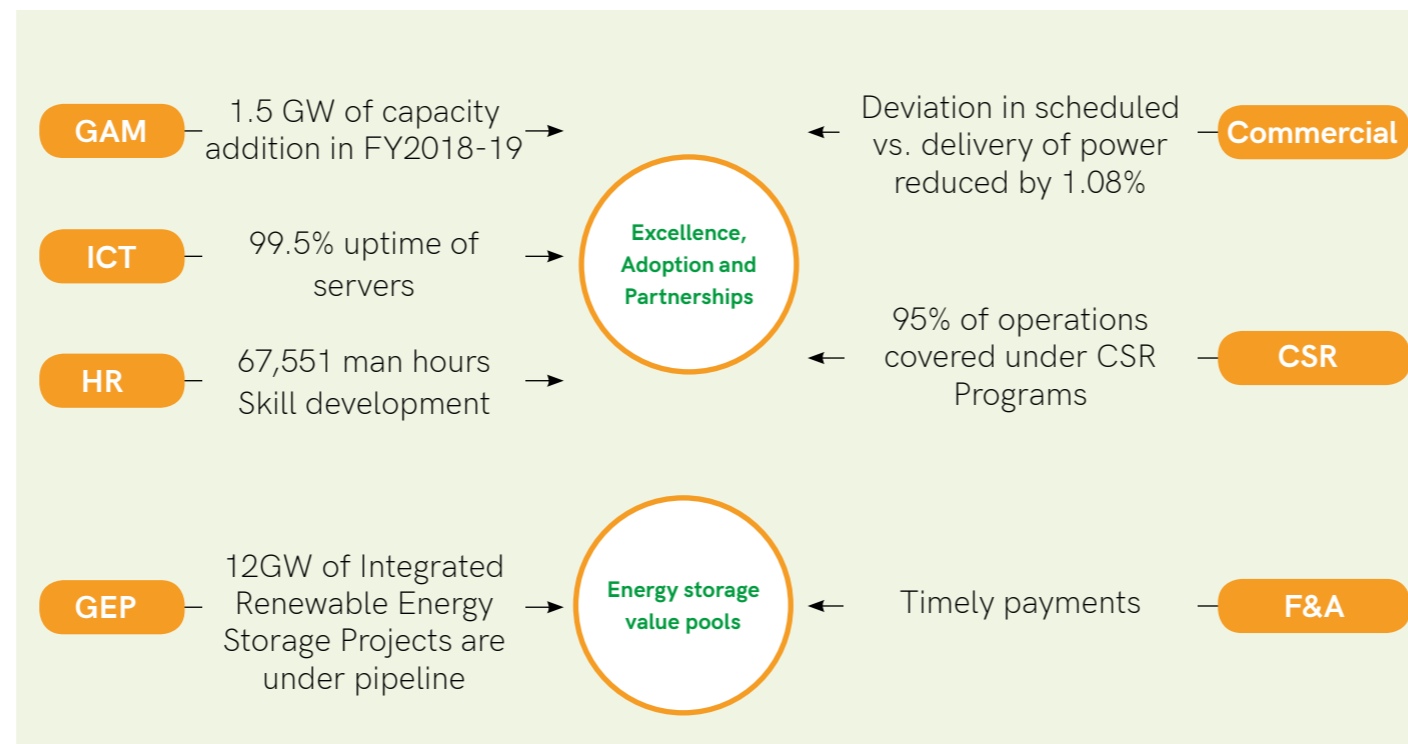 GAM
1.5 GW of capacity
addition in FY2018-19
ICT
99.5% uptime of
servers
HR
67,551 man hours
Skill development
Excellence,
Adoption and
Partnerships
Deviation in scheduled
vs. delivery of power
reduced by 1.08%
Commercial
95% of operations
covered under CSR
Programs
CSR
GEP
12GW of Integrated
Renewable Energy
Storage Projects are
under pipeline
Energy storage
value pools
Timely payments
F&A